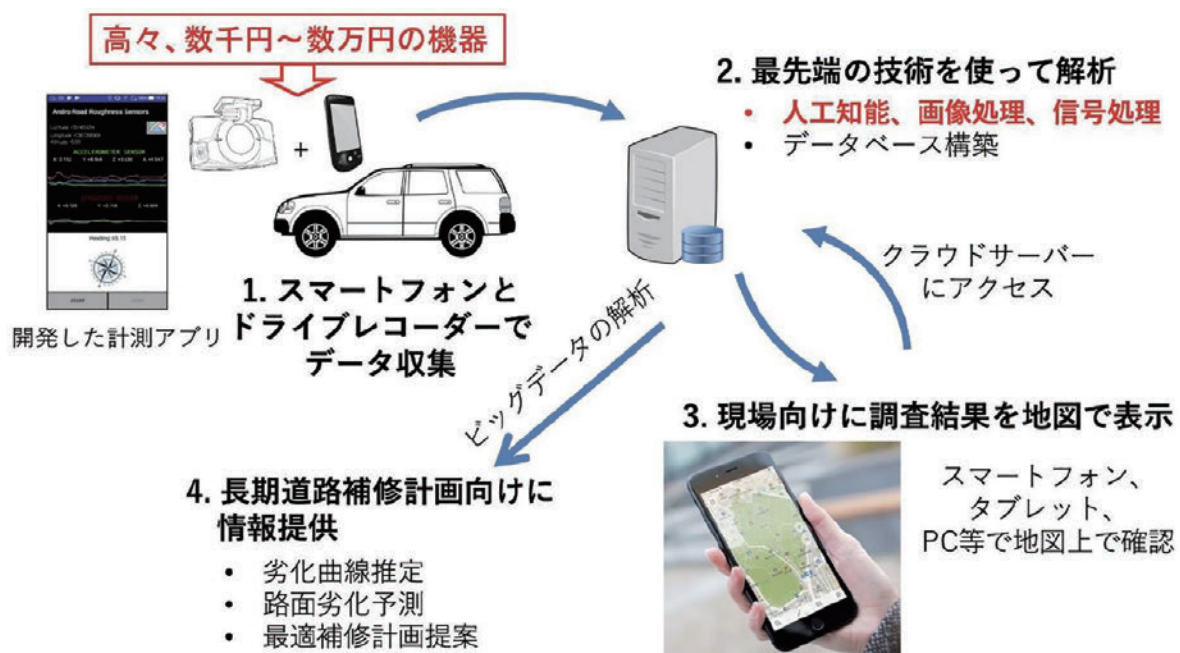 高々、数千円～数万円の機器
Andro Road Roughness Sensors
ACCELEROMETER SENSOR
+
開発した計測アプリ
1. スマートフォンと
ドライブレコーダーで
データ収集
2. 最先端の技術を使って解析
• 人工知能、画像処理、信号処理
• データベース構築
クラウドサーバー
にアクセス
ビッグデータの解析
3. 現場向けに調査結果を地図で表示
スマートフォン、
タブレット、
PC等で地図上で確認
4. 長期道路補修計画向けに
情報提供
• 劣化曲線推定
• 路面劣化予測
• 最適補修計画提案